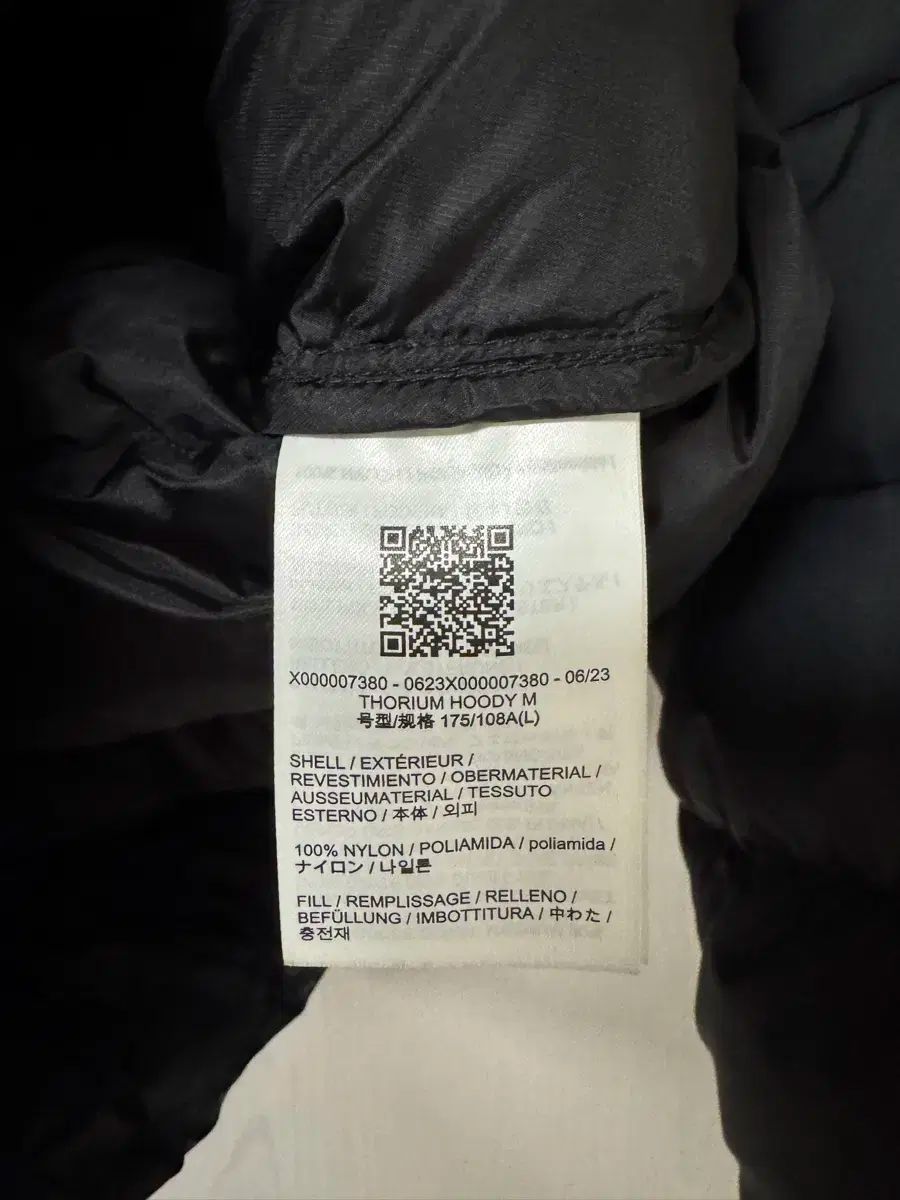 X000007380 - 0623X000007380 - 06/23
THORIUM HOODY M
号型/规格 175/108A(L)
SHELL / EXTÉRIEUR /
REVESTIMIENTO / OBERMATERIAL /
AUSSEUMATERIAL / TESSUTO
ESTERNO / 本体 / 외피
100% NYLON / POLIAMIDA / poliamida /
ナイロン / 나일론
FILL / REMPLISSAGE / RELLENO /
BEFÜLLUNG / IMBOTTITURA / 中わた /
충전재